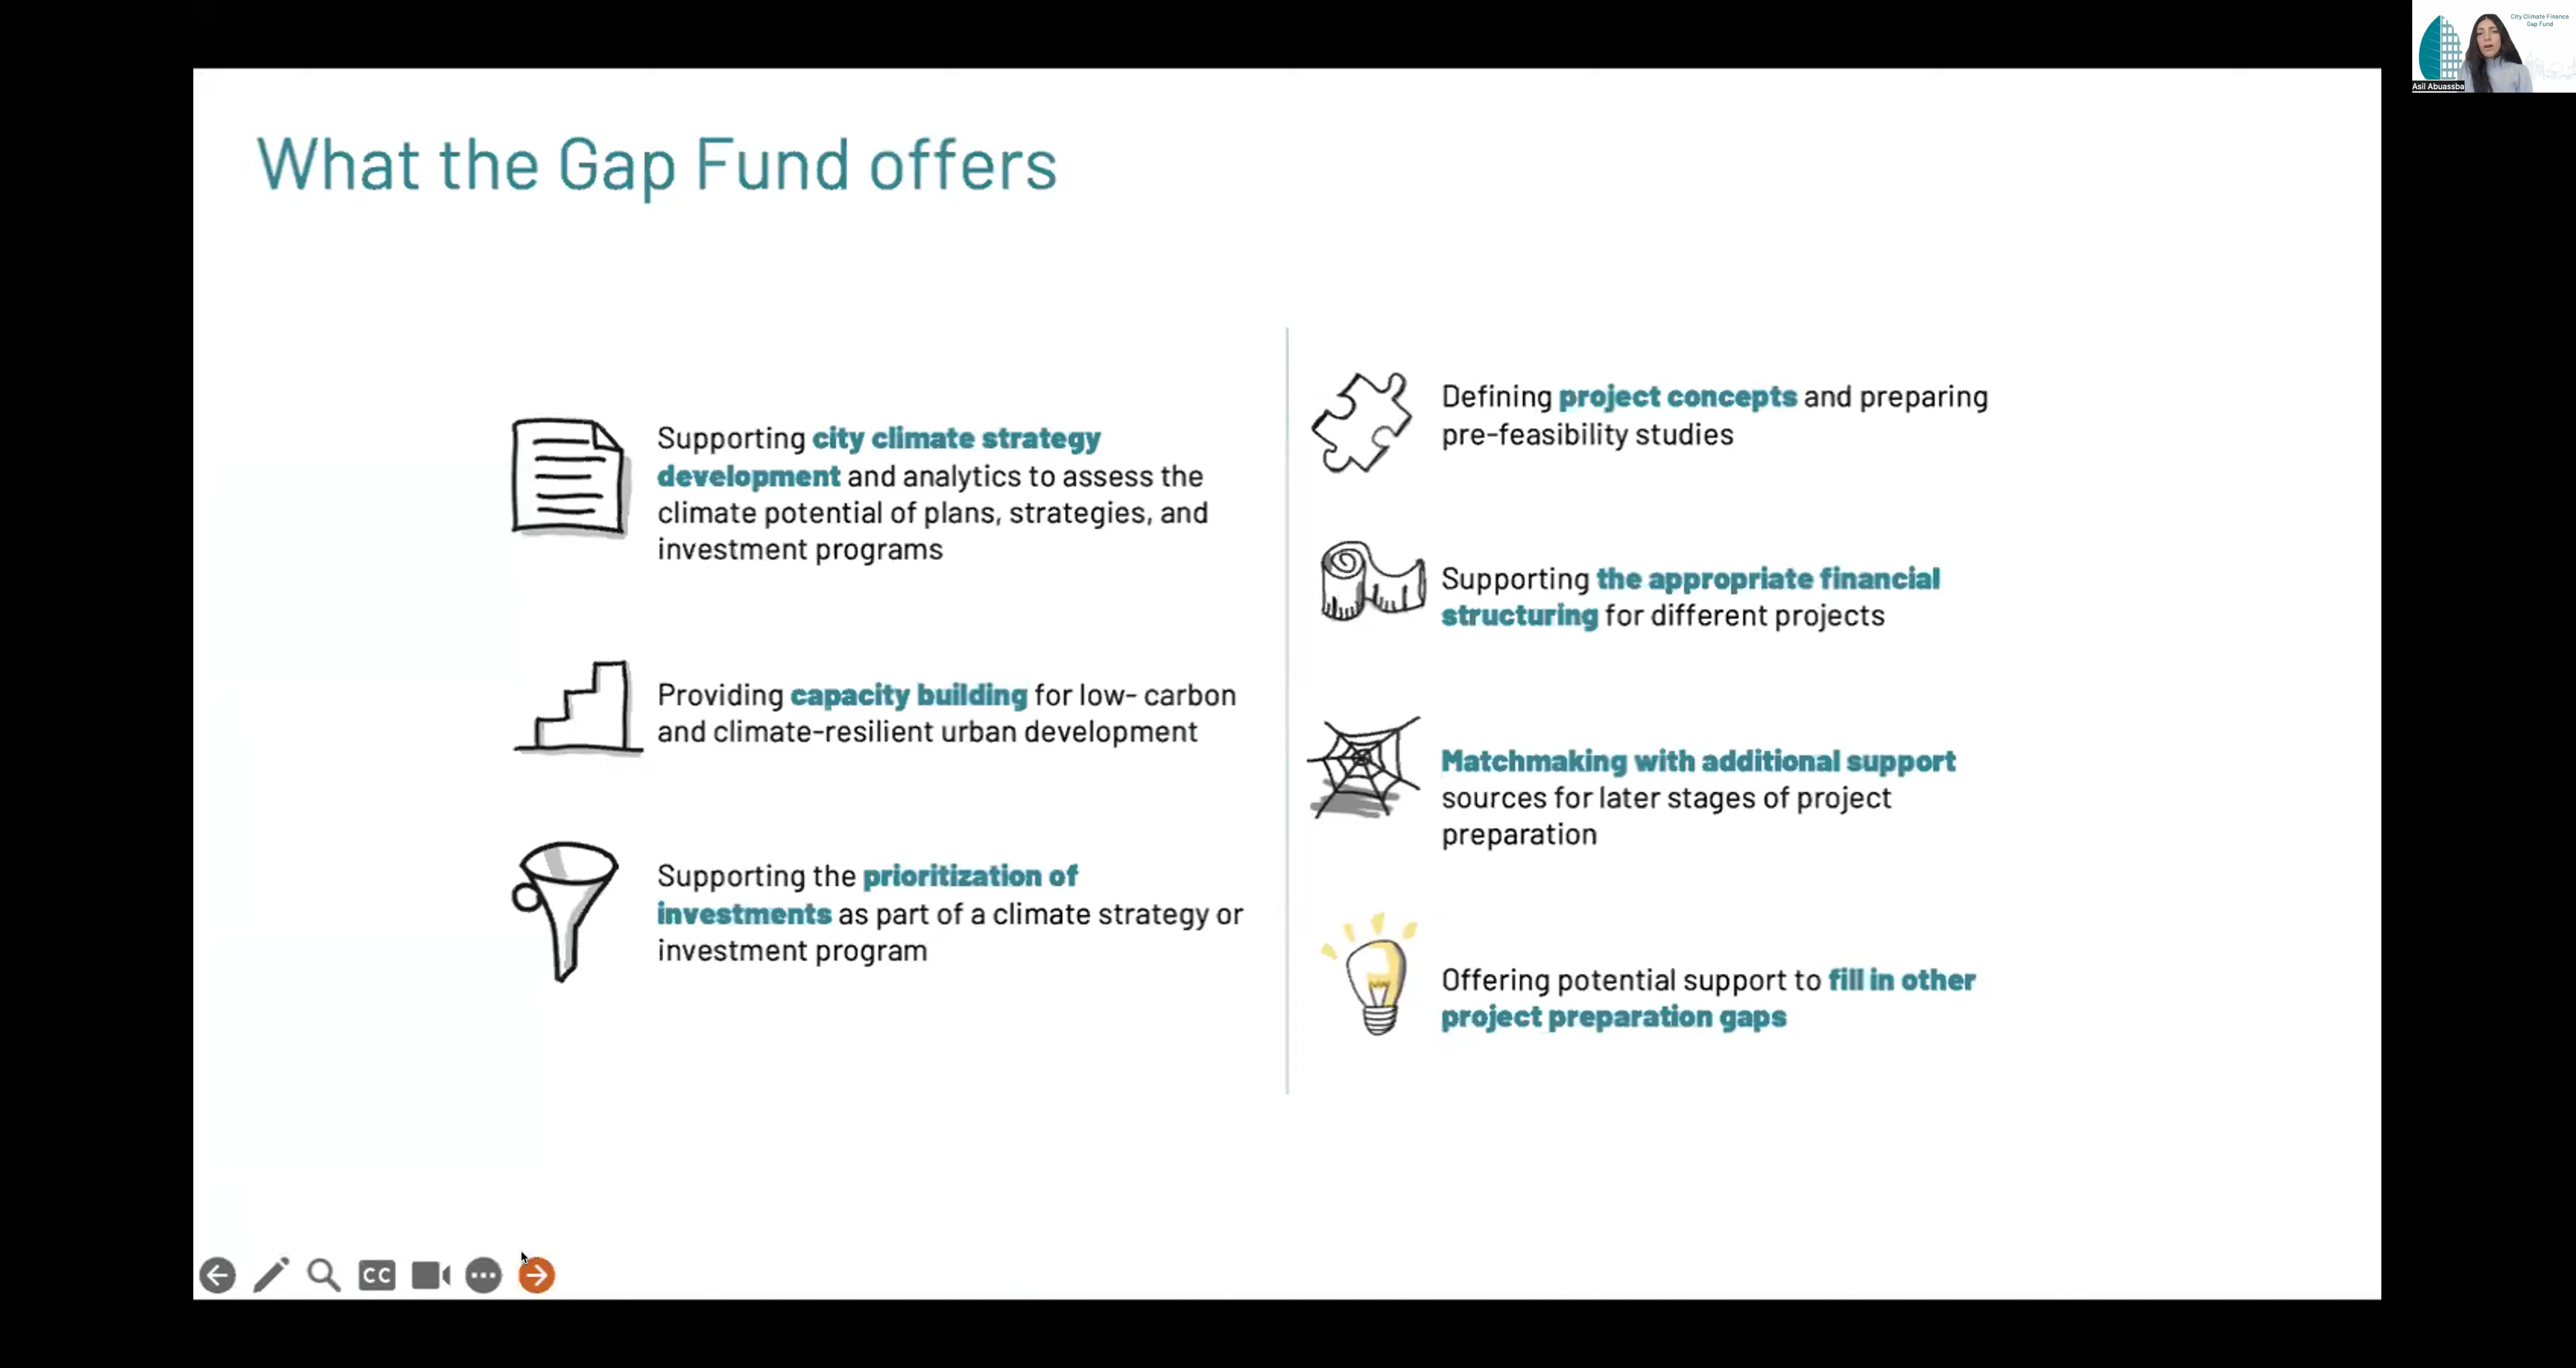 What the Gap Fund offers
Supporting city climate strategy
development and analytics to assess the
climate potential of plans, strategies, and
investment programs
Providing capacity building for low- carbon
and climate-resilient urban development
Supporting the prioritization of
investments as part of a climate strategy or
investment program
Defining project concepts and preparing
pre-feasibility studies
Supporting the appropriate financial
structuring for different projects
Matchmaking with additional support
sources for later stages of project
preparation
Offering potential support to fill in other
project preparation gaps
CC
City Climate Finance
Gap Fund
Asil Abuassba